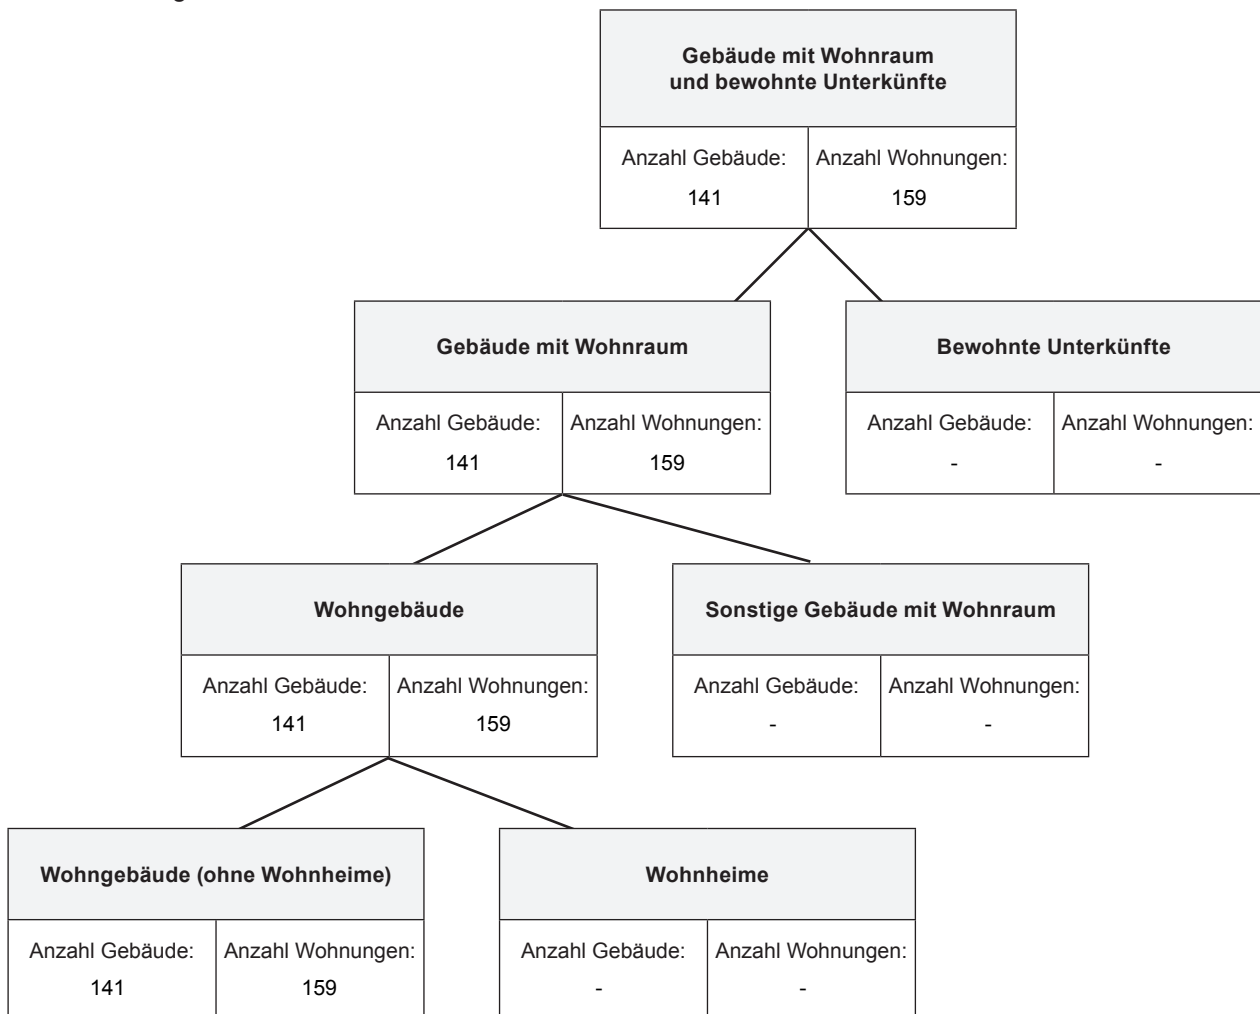 Gebäude mit Wohnraum
und bewohnte Unterkünfte
Anzahl Gebäude: Anzahl Wohnungen:
141 159
Gebäude mit Wohnraum Bewohnte Unterkünfte
Anzahl Gebäude: Anzahl Wohnungen: Anzahl Gebäude: Anzahl Wohnungen:
141 159 - -
Wohngebäude Sonstige Gebäude mit Wohnraum
Anzahl Gebäude: Anzahl Wohnungen: Anzahl Gebäude: Anzahl Wohnungen:
141 159 - -
Wohngebäude (ohne Wohnheime) Wohnheime
Anzahl Gebäude: Anzahl Wohnungen: Anzahl Gebäude: Anzahl Wohnungen:
141 159 - -